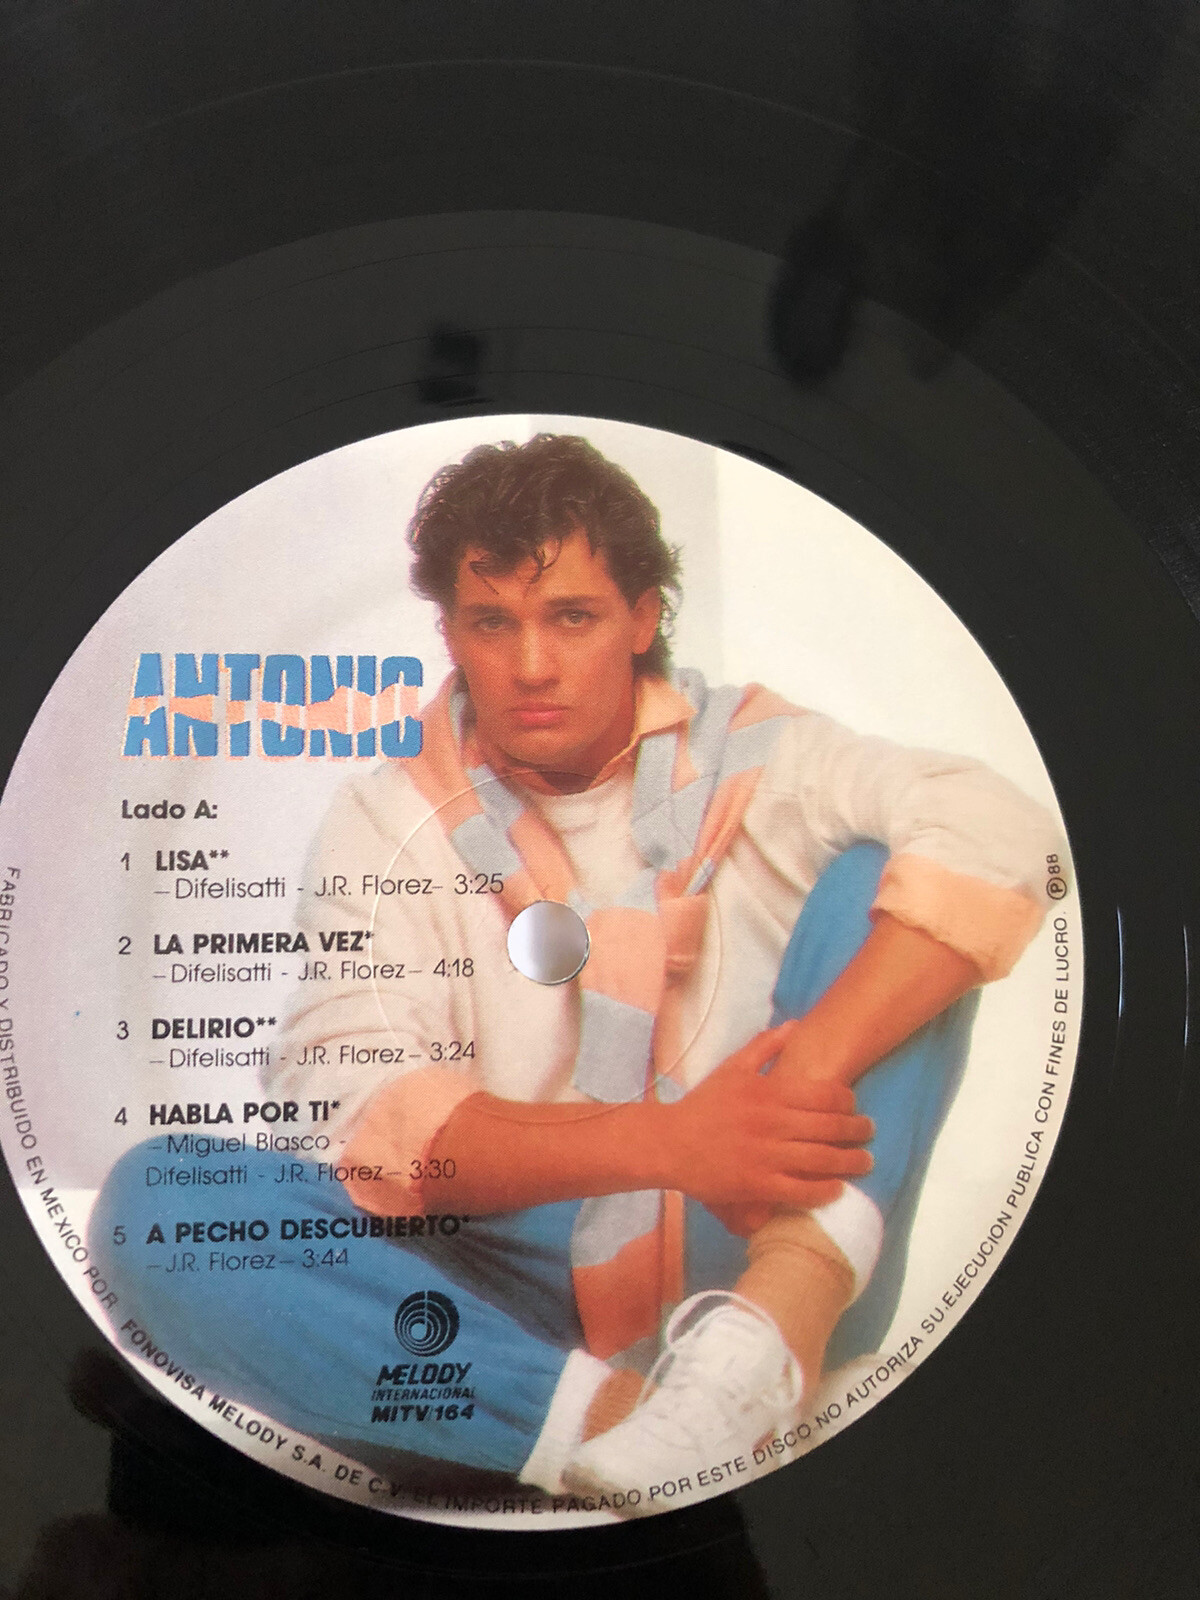 ANTONIO
Lado A:
1 LISA**
–Difelisatti - J.R. Florez– 3:25
2 LA PRIMERA VEZ*
–Difelisatti - J.R. Florez– 4:18
3 DELIRIO**
–Difelisatti - J.R. Florez– 3:24
4 HABLA POR TI*
–Miguel Blasco -
Difelisatti - J.R. Florez– 3:30
5 A PECHO DESCUBIERTO*
–J.R. Florez– 3:44
MELODY
INTERNACIONAL
MITV/164
FABRICADO Y DISTRIBUIDO EN MEXICO POR: FONOVISA MELODY S.A. DE C.V. EL IMPORTE PAGADO POR ESTE DISCO NO AUTORIZA SU EJECUCION PUBLICA CON FINES DE LUCRO. Ⓟ88